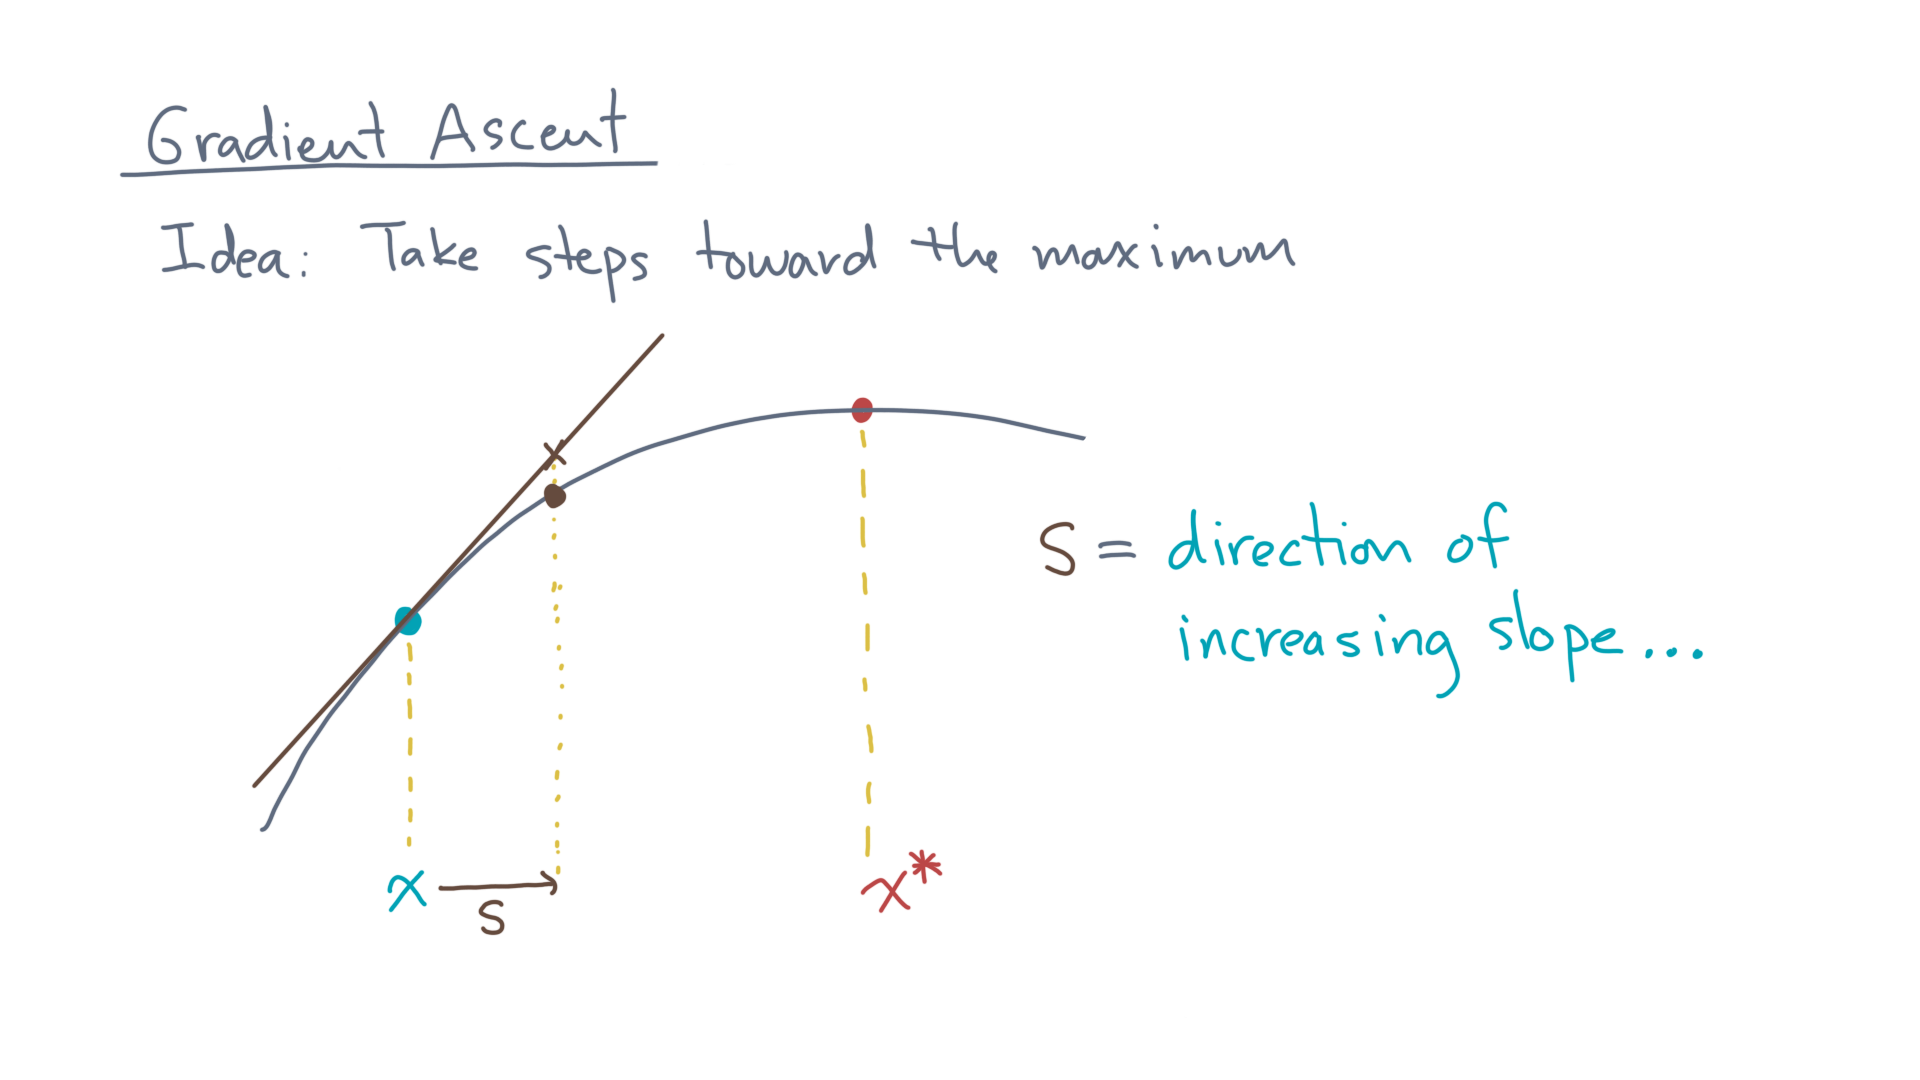 Gradient Ascent
Idea: Take steps toward the maximum
S = direction of
increasing slope...
x
S
x*